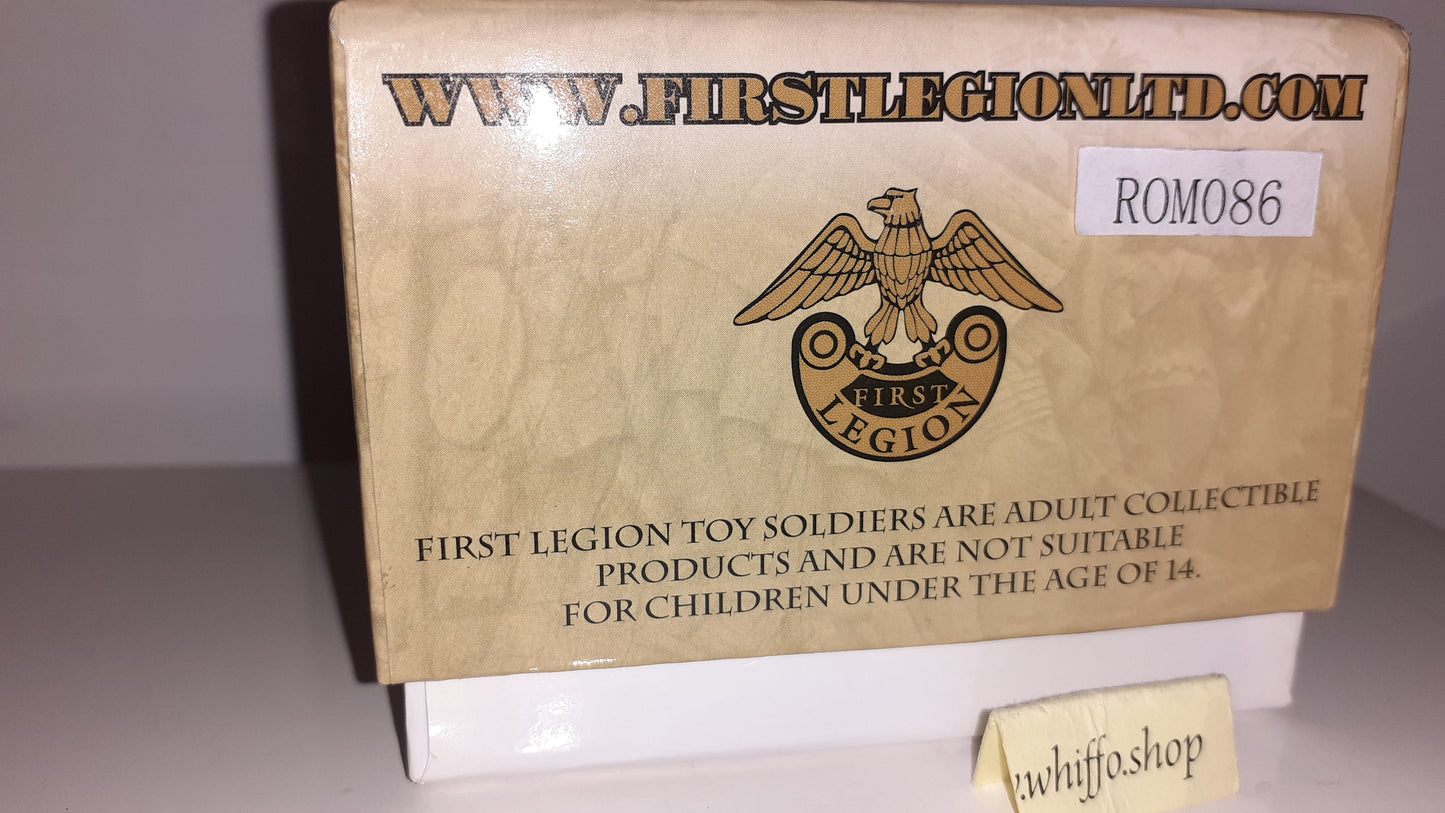 WWW.FIRSTLEGIONLTD.COM
ROM086
FIRST
LEGION
FIRST LEGION TOY SOLDIERS ARE ADULT COLLECTIBLE
PRODUCTS AND ARE NOT SUITABLE
FOR CHILDREN UNDER THE AGE OF 14.
.whiffo.shop